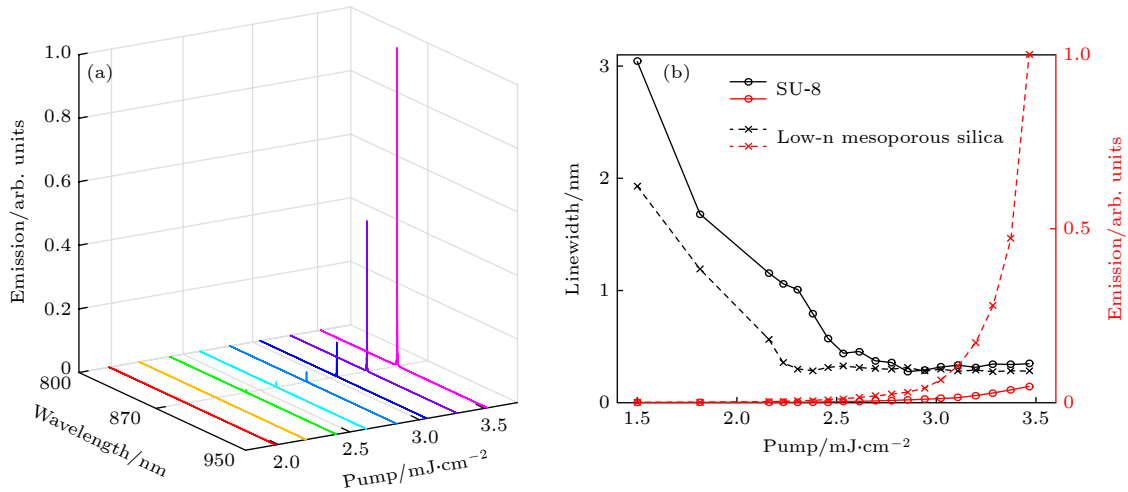 (a)
Emission/arb. units
1.0
0.8
0.6
0.4
0.2
0
800
870
950
Wavelength/nm
2.0
2.5
3.0
3.5
Pump/mJ·cm⁻²
(b)
Linewidth/nm
3
2
1
0
SU-8
Low-n mesoporous silica
1.5
2.0
2.5
3.0
3.5
Pump/mJ·cm⁻²
1.0
0.5
0
Emission/arb. units